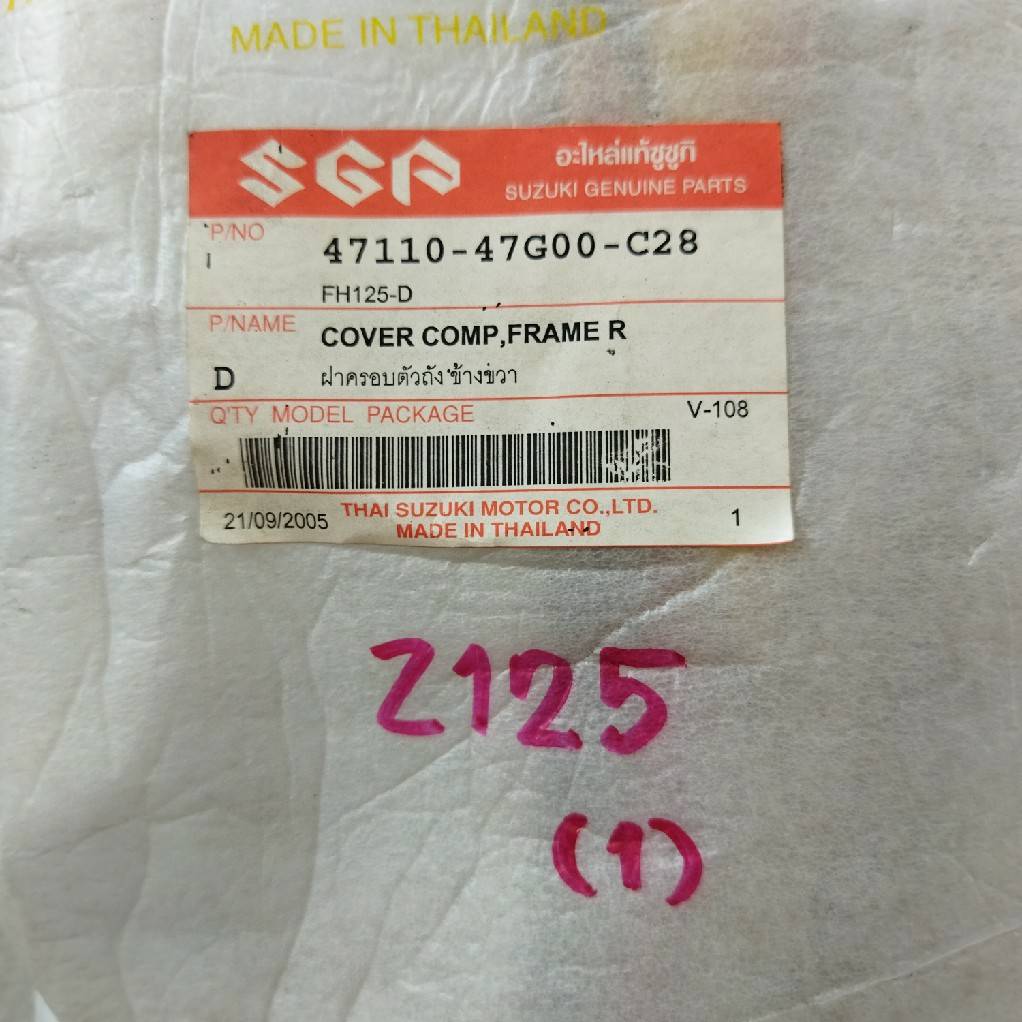 MADE IN THAILAND
SGP
อะไหล่แท้ซูซูกิ
SUZUKI GENUINE PARTS
P/NO
47110-47G00-C28
FH125-D
P/NAME
COVER COMP,FRAME R
D
ฝาครอบตัวถัง ข้างขวา
Q'TY MODEL PACKAGE
V-108
21/09/2005
THAI SUZUKI MOTOR CO.,LTD.
MADE IN THAILAND
1
Z125
(1)